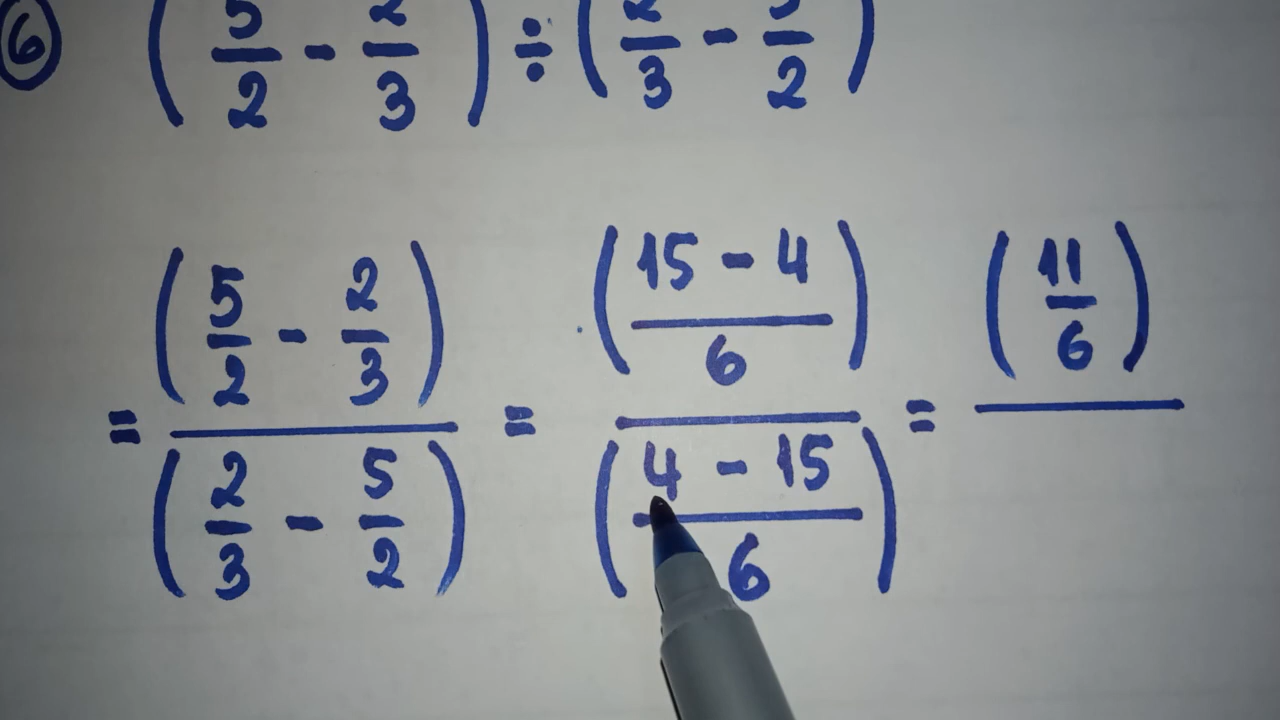 6 ( 5/2 - 2/3 ) ÷ ( 2/3 - 5/2 )
= ( 5/2 - 2/3 ) / ( 2/3 - 5/2 ) = ( (15 - 4)/6 ) / ( (4 - 15)/6 ) = ( 11/6 ) /